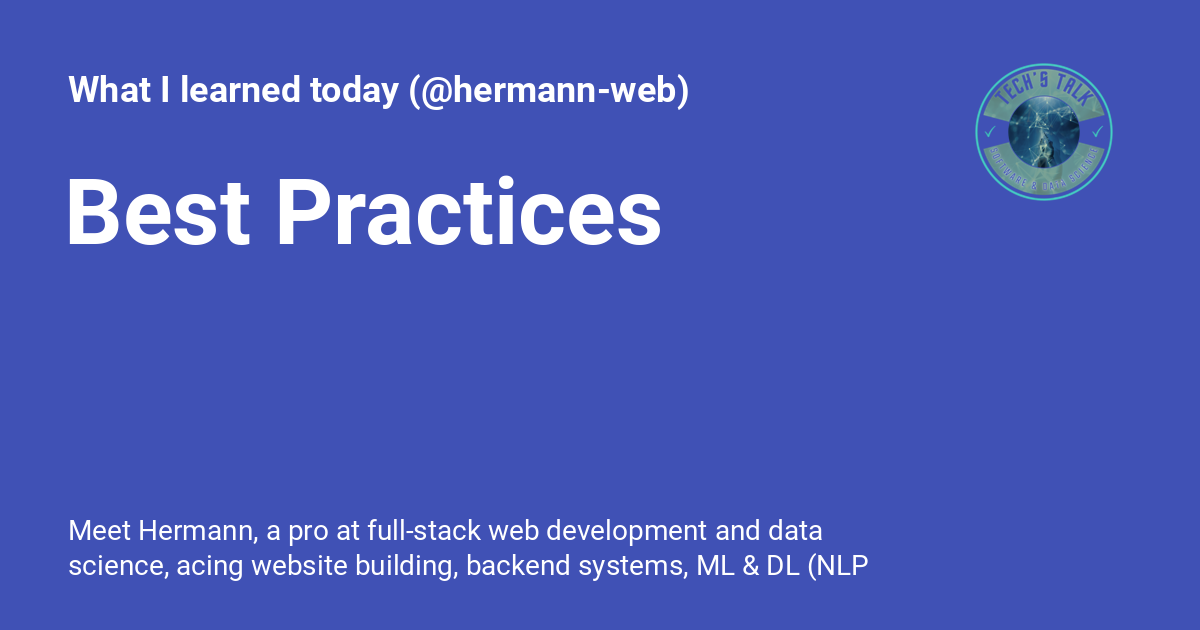 What I learned today (@hermann-web)
TECH'S TALK
Best Practices
SOFTWARE & DATA SCIENCE
Meet Hermann, a pro at full-stack web development and data
science, acing website building, backend systems, ML & DL (NLP